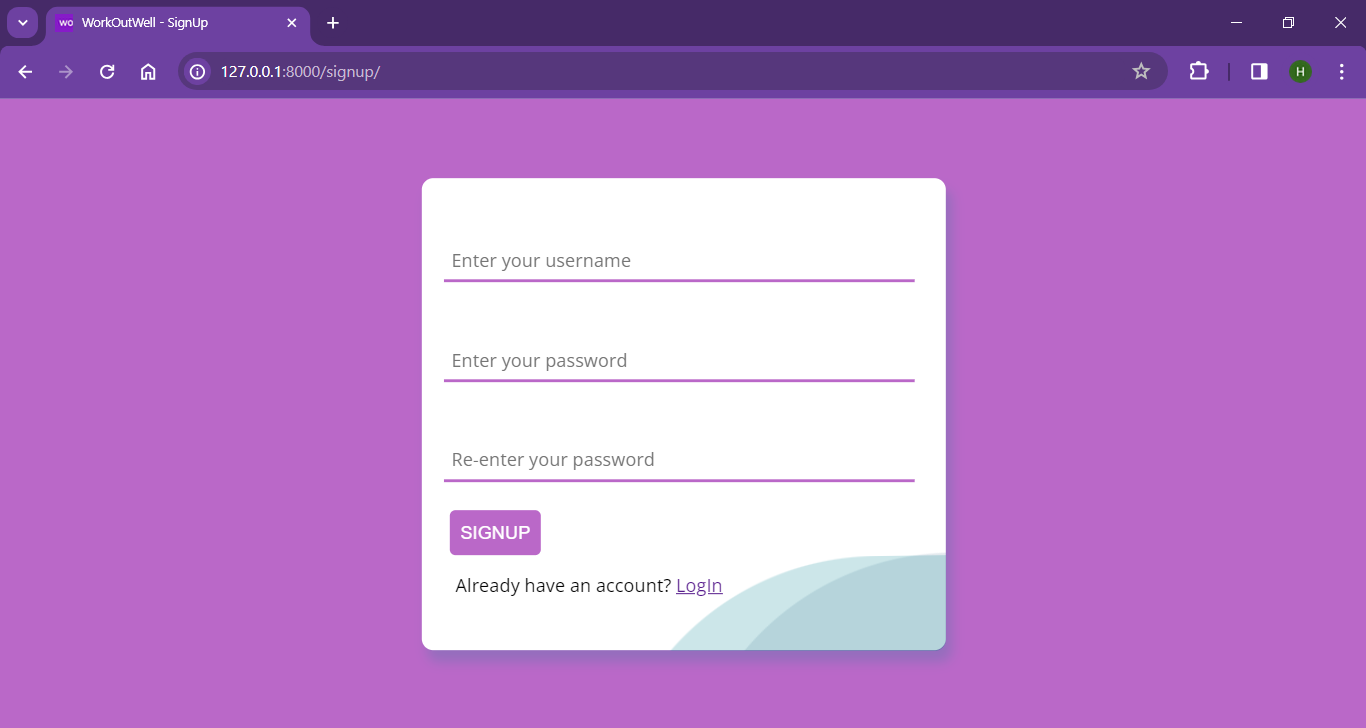 wo WorkOutWell - SignUp
127.0.0.1:8000/signup/
H
Enter your username
Enter your password
Re-enter your password
SIGNUP
Already have an account? LogIn